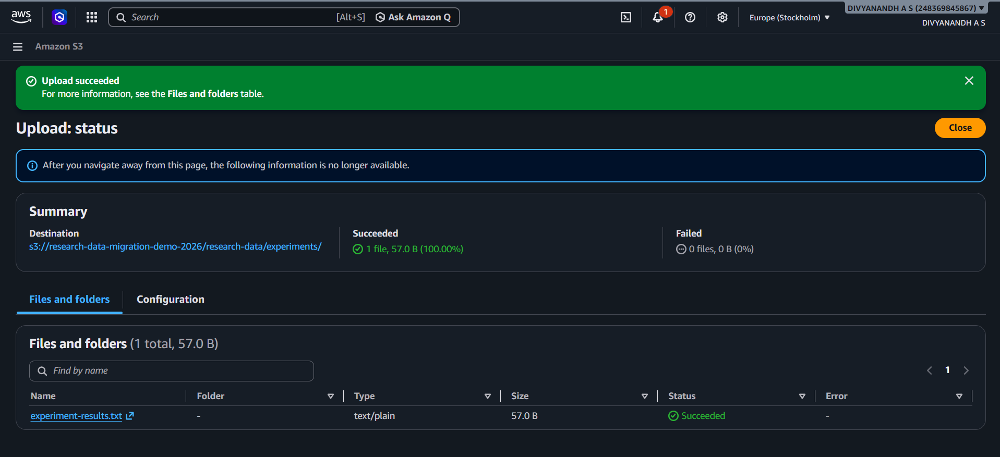 aws
Search [Alt+S] Ask Amazon Q
1
Europe (Stockholm)
DIVYANANDH A S (248369845867)
DIVYANANDH A S
Amazon S3
Upload succeeded
For more information, see the Files and folders table.
Upload: status
Close
After you navigate away from this page, the following information is no longer available.
Summary
Destination
s3://research-data-migration-demo-2026/research-data/experiments/
Succeeded
1 file, 57.0 B (100.00%)
Failed
0 files, 0 B (0%)
Files and folders Configuration
Files and folders (1 total, 57.0 B)
Find by name
1
Name Folder Type Size Status Error
experiment-results.txt - text/plain 57.0 B Succeeded -